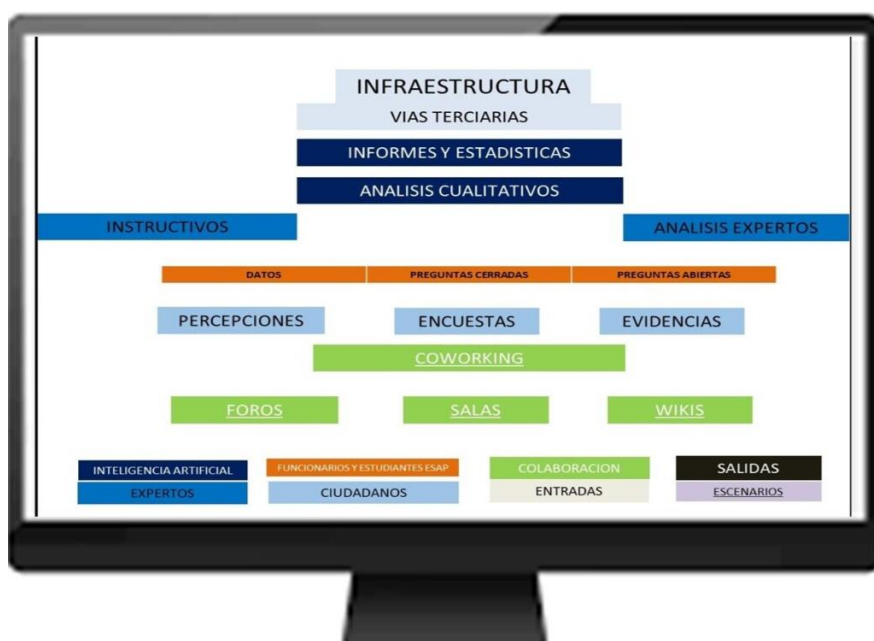 INFRAESTRUCTURA
VIAS TERCIARIAS
INFORMES Y ESTADISTICAS
ANALISIS CUALITATIVOS
INSTRUCTIVOS ANALISIS EXPERTOS
DATOS PREGUNTAS CERRADAS PREGUNTAS ABIERTAS
PERCEPCIONES ENCUESTAS EVIDENCIAS
COWORKING
FOROS SALAS WIKIS
INTELIGENCIA ARTIFICIAL FUNCIONARIOS Y ESTUDIANTES ESAP COLABORACION SALIDAS
EXPERTOS CIUDADANOS ENTRADAS ESCENARIOS